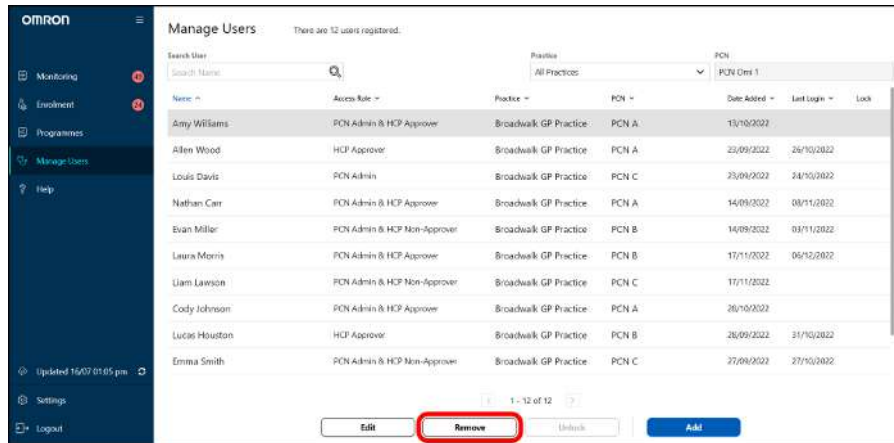 OMRON
Monitoring
Enrolment
Programmes
Manage Users
Help
Updated 16/07 01:05 pm
Settings
Logout
Manage Users There are 12 users registered.
Search User Practice PCN
Search Name All Practices PCN Omi 1
Name Access Role Practice PCN Date Added Last Login Lock
Amy Williams PCN Admin & HCP Approver Broadwalk GP Practice PCN A 13/10/2022
Allen Wood HCP Approver Broadwalk GP Practice PCN A 23/09/2022 26/10/2022
Louis Davis PCN Admin Broadwalk GP Practice PCN C 23/09/2022 24/10/2022
Nathan Carr PCN Admin & HCP Approver Broadwalk GP Practice PCN A 14/09/2022 08/11/2022
Evan Miller PCN Admin & HCP Non-Approver Broadwalk GP Practice PCN B 14/09/2022 03/11/2022
Laura Morris PCN Admin & HCP Approver Broadwalk GP Practice PCN B 17/11/2022 06/12/2022
Liam Lawson PCN Admin & HCP Non-Approver Broadwalk GP Practice PCN C 17/11/2022
Cody Johnson PCN Admin & HCP Approver Broadwalk GP Practice PCN A 28/10/2022
Lucas Houston HCP Approver Broadwalk GP Practice PCN B 28/09/2022 31/10/2022
Emma Smith PCN Admin & HCP Non-Approver Broadwalk GP Practice PCN C 27/09/2022 27/10/2022
1 - 12 of 12
Edit Remove Unlock Add